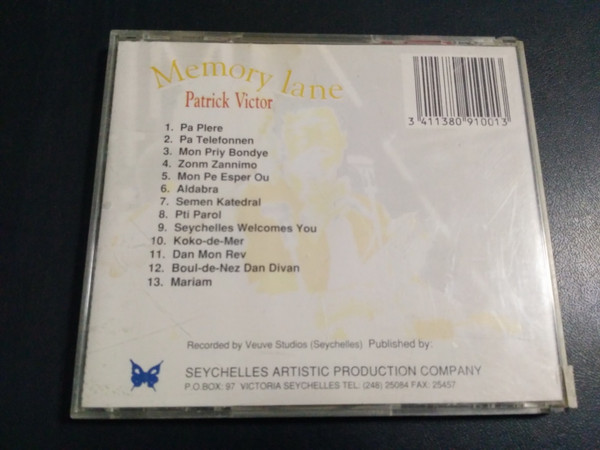 Memory lane
Patrick Victor
3 411380 910013
1. Pa Plere
2. Pa Telefonnen
3. Mon Priy Bondye
4. Zonm Zannimo
5. Mon Pe Esper Ou
6. Aldabra
7. Semen Katedral
8. Pti Parol
9. Seychelles Welcomes You
10. Koko-de-Mer
11. Dan Mon Rev
12. Boul-de-Nez Dan Divan
13. Mariam
Recorded by Veuve Studios (Seychelles) Published by:
SEYCHELLES ARTISTIC PRODUCTION COMPANY
P.O.BOX: 97 VICTORIA SEYCHELLES TEL: (248) 25084 FAX: 25457